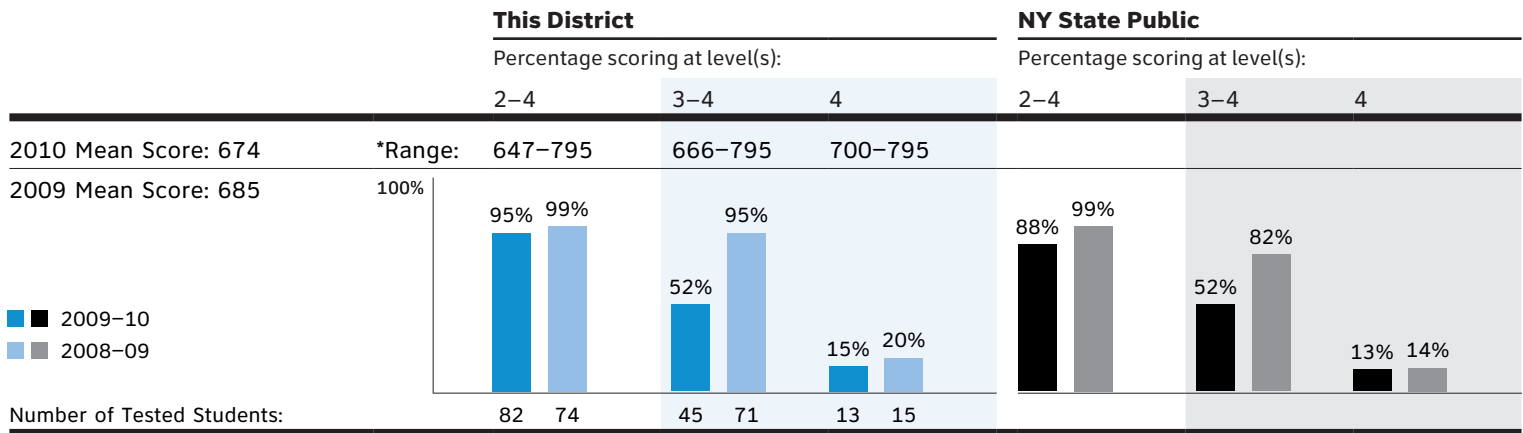 This District NY State Public
Percentage scoring at level(s): Percentage scoring at level(s):
2–4 3–4 4 2–4 3–4 4
2010 Mean Score: 674 *Range: 647–795 666–795 700–795
2009 Mean Score: 685 100%
95% 99% 95% 88% 99% 82%
52% 52%
15% 20% 13% 14%
2009–10
2008–09
Number of Tested Students: 82 74 45 71 13 15